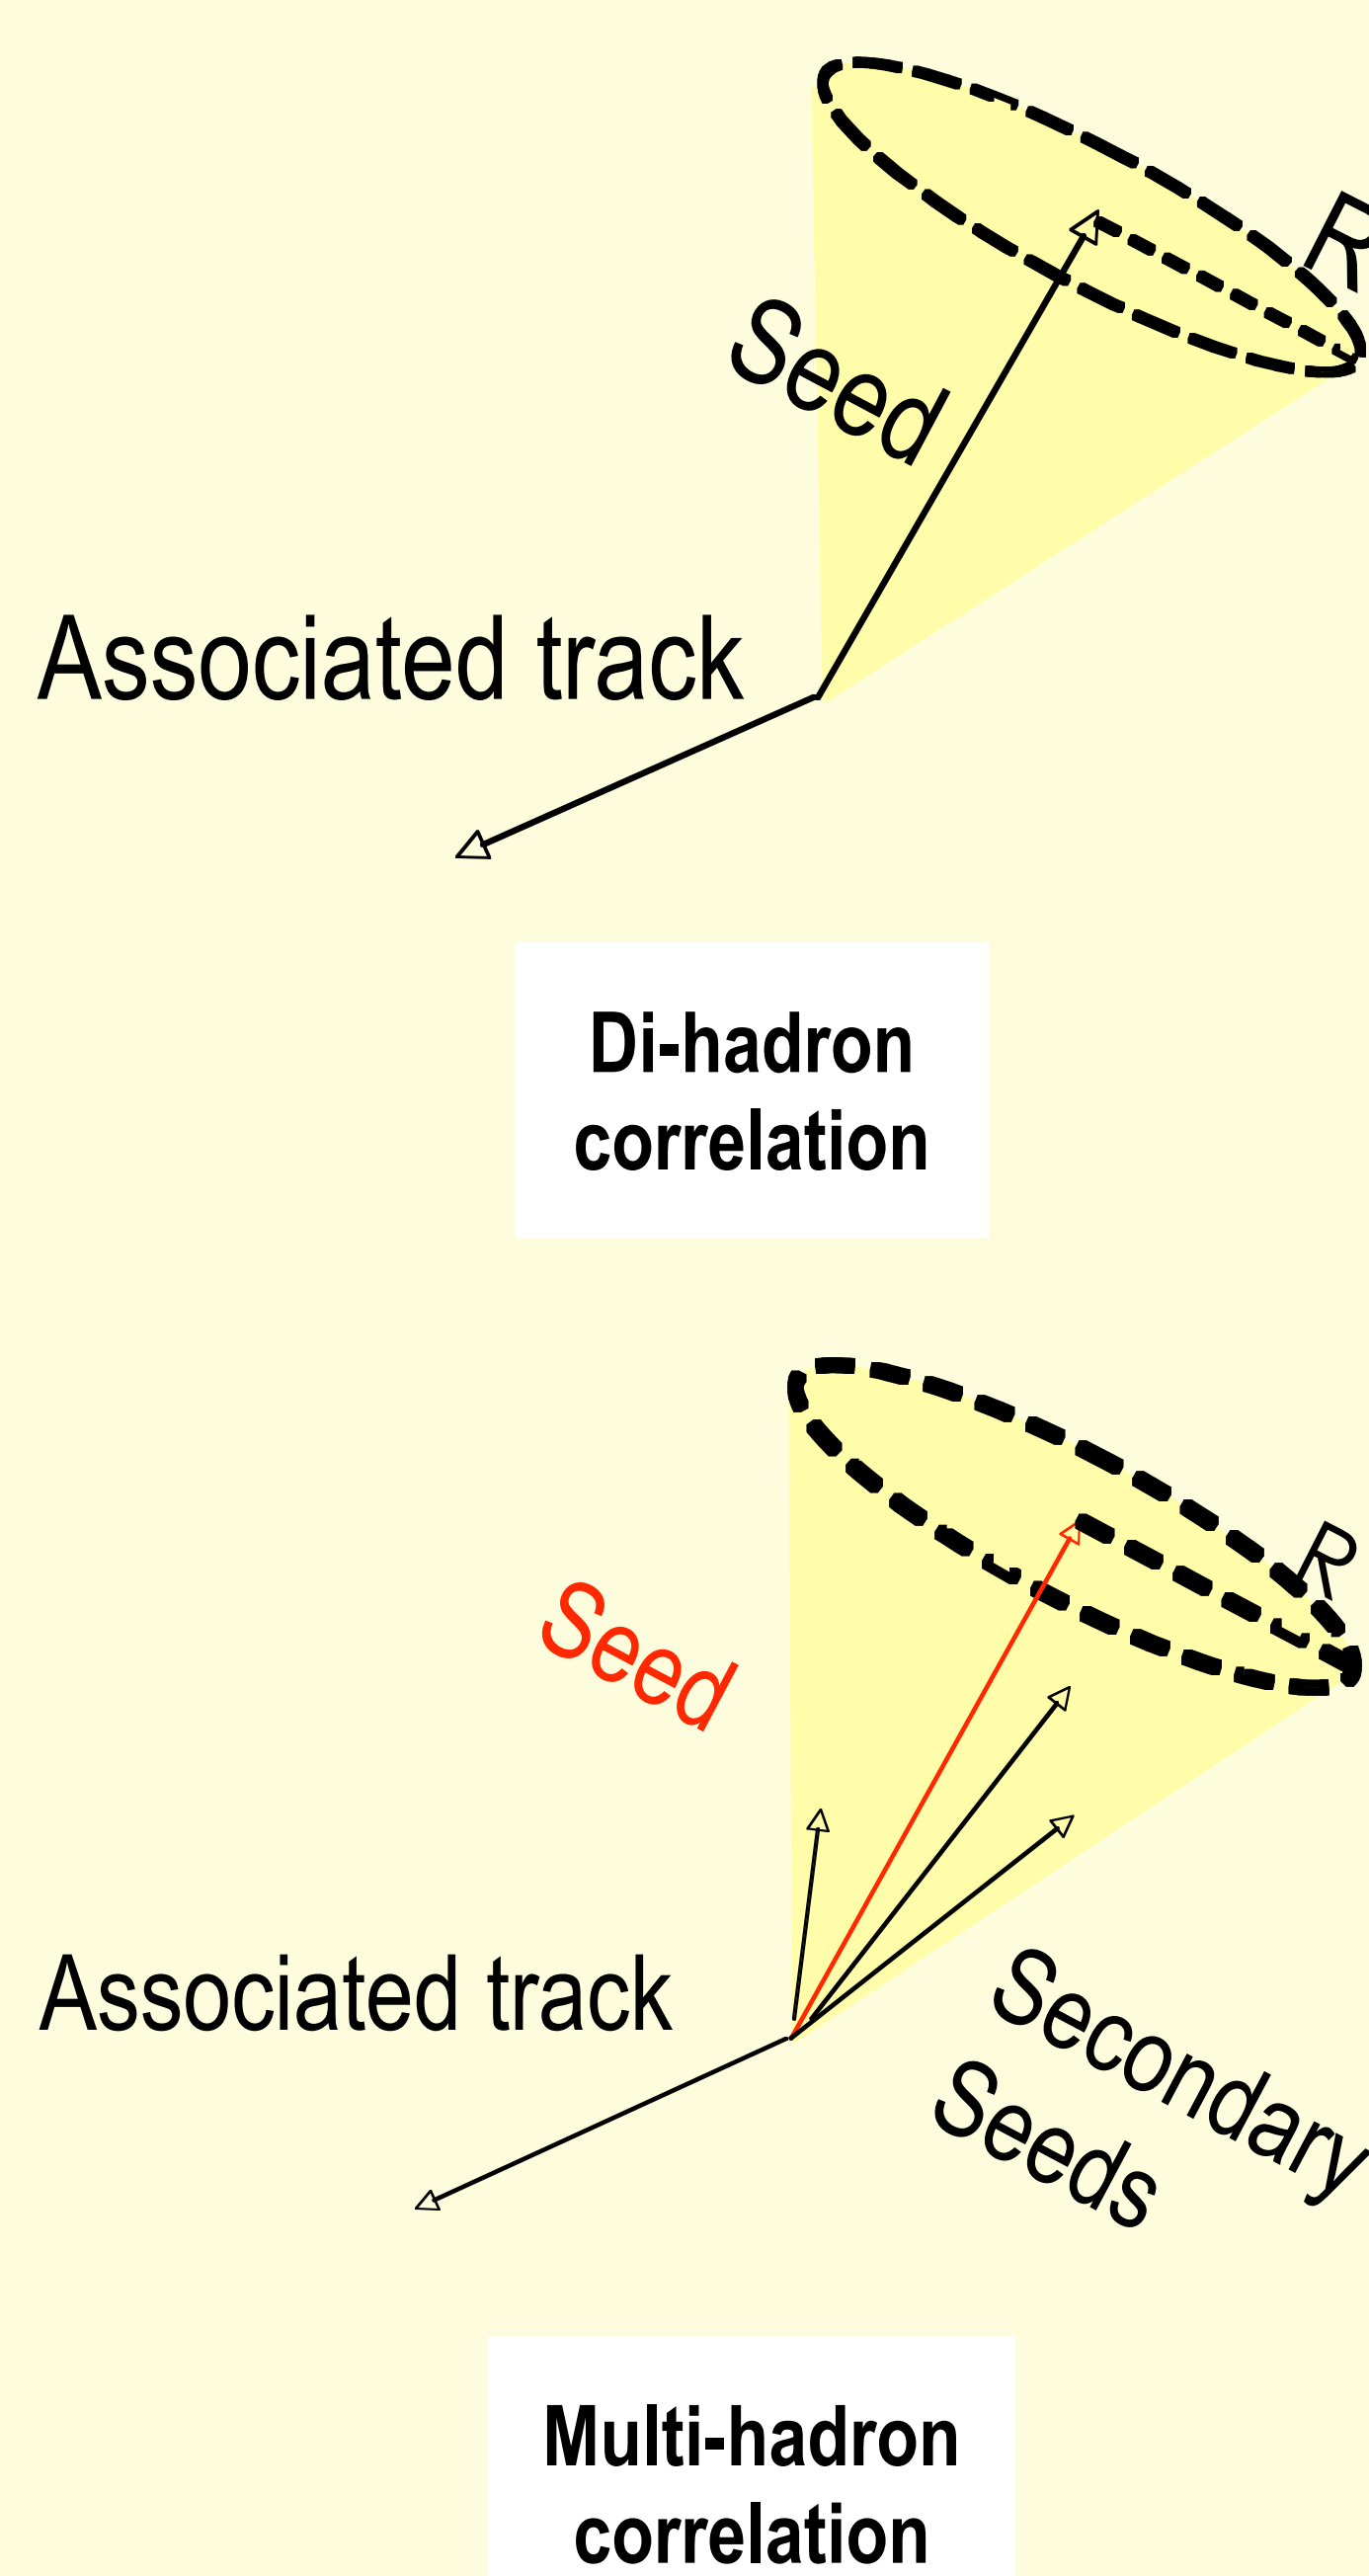 R
Seed
Associated track
Di-hadron
correlation
R
Seed
Associated track
Secondary
Seeds
Multi-hadron
correlation